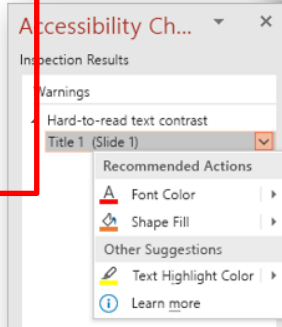 Accessibility Ch...
Inspection Results
Warnings
Hard-to-read text contrast
Title 1 (Slide 1)
Recommended Actions
Font Color
Shape Fill
Other Suggestions
Text Highlight Color
Learn more